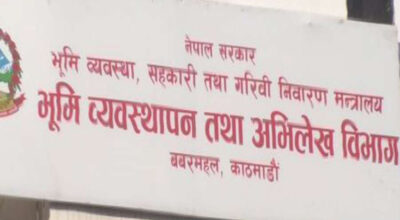 नेपाल सरकार
भूमि व्यवस्था, सहकारी तथा गरिवी निवारण मन्त्रालय
भूमि व्यवस्थापन तथा अभिलेख विभाग
बबरमहल, काठमाडौं